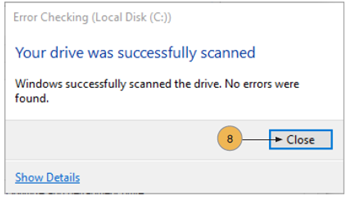 Error Checking (Local Disk (C:))
Your drive was successfully scanned
Windows successfully scanned the drive. No errors were
found.
8 Close
Show Details